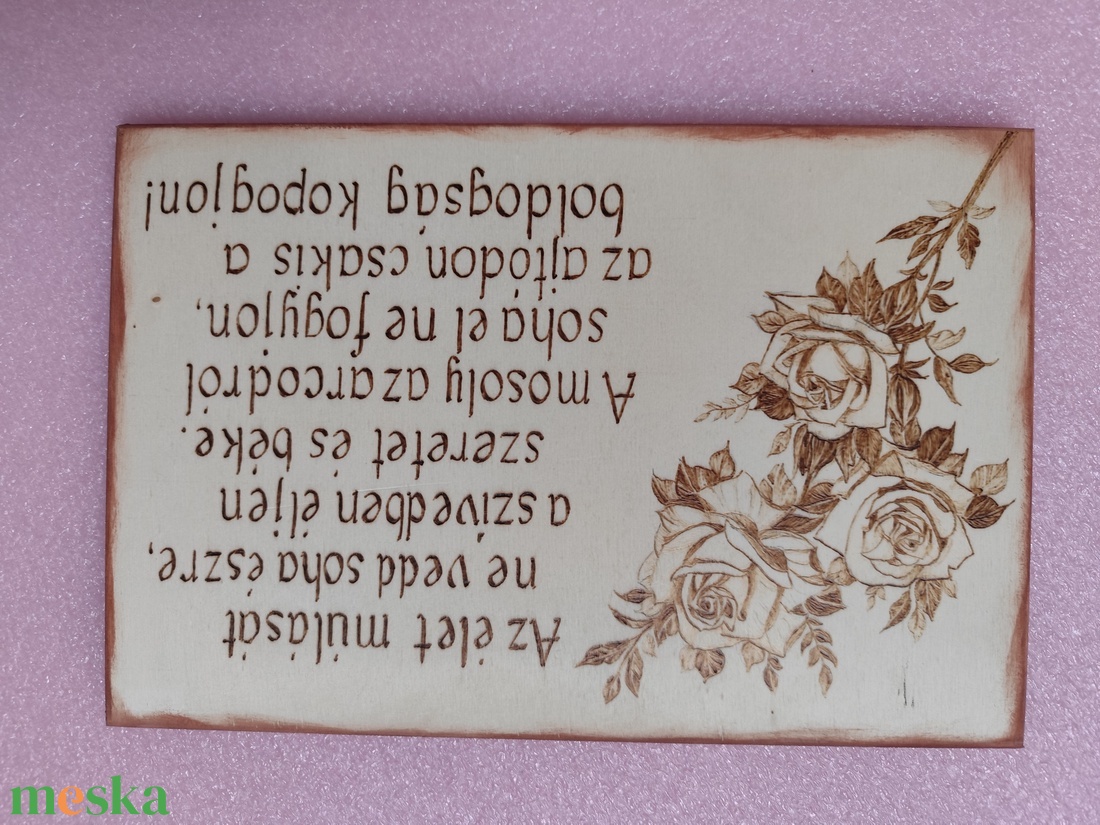 Az élet múlását
ne vedd soha észre,
a szívedben éljen
szeretet és béke.
A mosoly az arcodról
soha el ne fogyjon,
az ajtódon csakis a
boldogság kopogjon!
meska